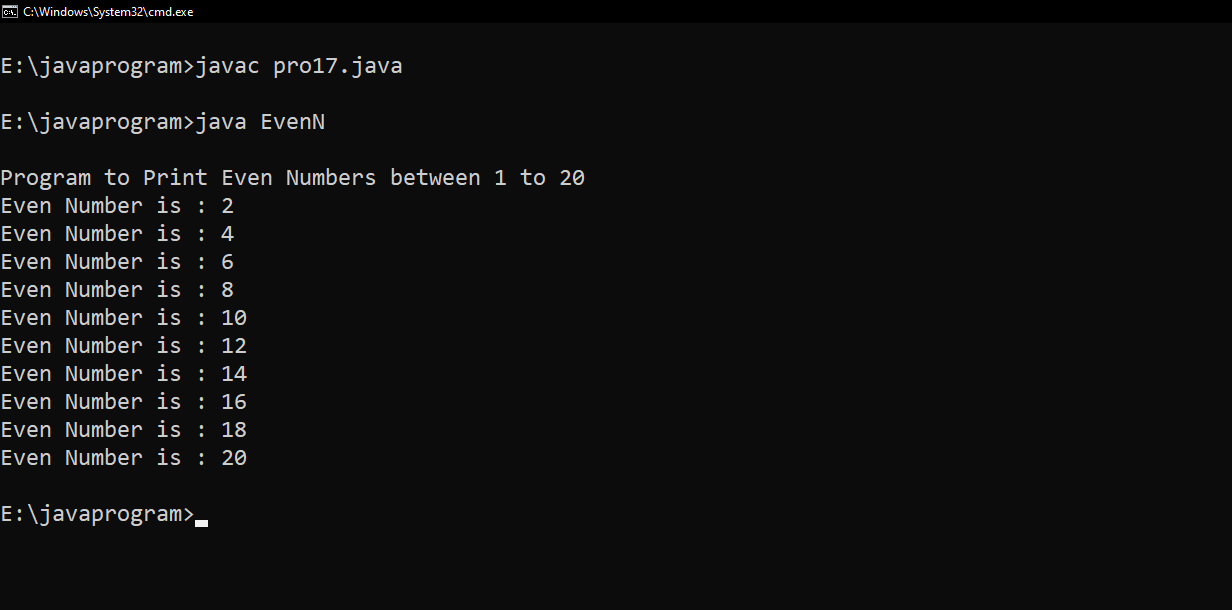 C:\Windows\System32\cmd.exe
E:\javaprogram>javac pro17.java
E:\javaprogram>java EvenN
Program to Print Even Numbers between 1 to 20
Even Number is : 2
Even Number is : 4
Even Number is : 6
Even Number is : 8
Even Number is : 10
Even Number is : 12
Even Number is : 14
Even Number is : 16
Even Number is : 18
Even Number is : 20
E:\javaprogram>